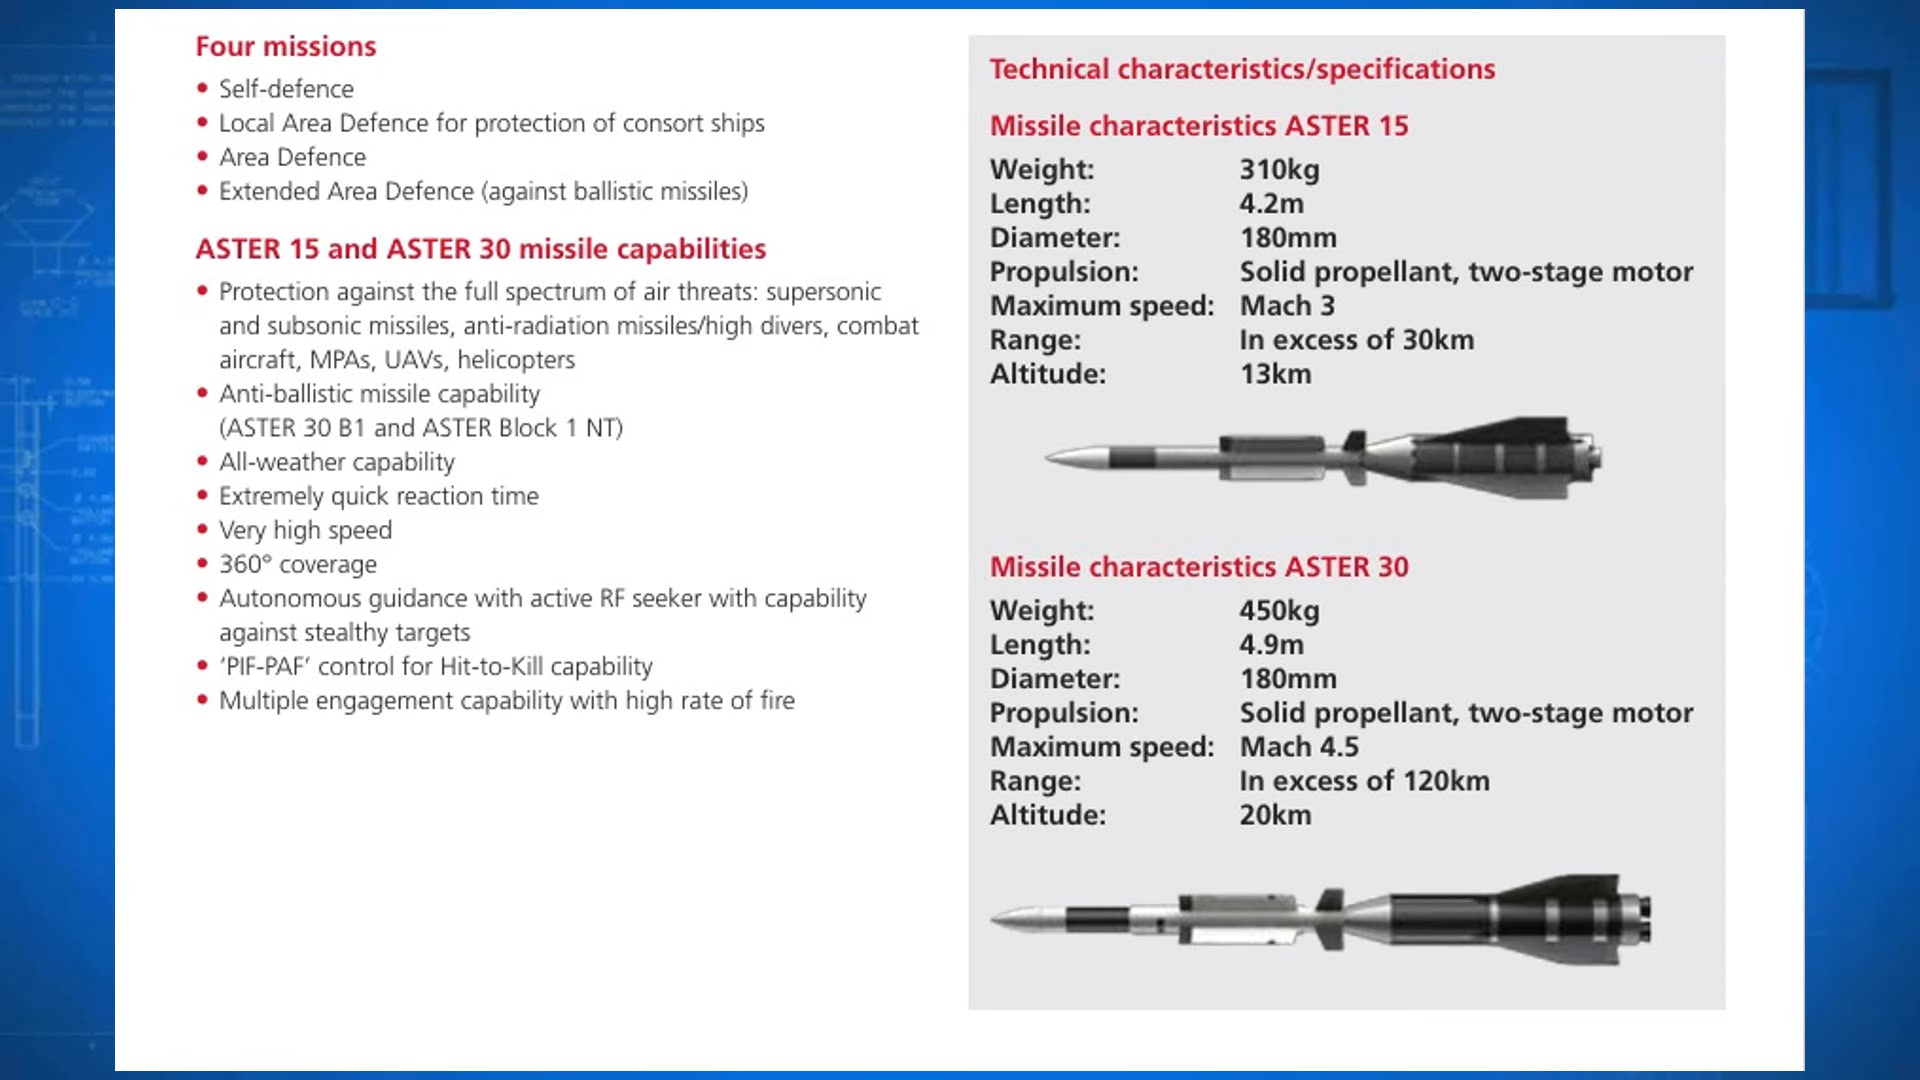 Four missions
• Self-defence
• Local Area Defence for protection of consort ships
• Area Defence
• Extended Area Defence (against ballistic missiles)
ASTER 15 and ASTER 30 missile capabilities
• Protection against the full spectrum of air threats: supersonic
and subsonic missiles, anti-radiation missiles/high divers, combat
aircraft, MPAs, UAVs, helicopters
• Anti-ballistic missile capability
(ASTER 30 B1 and ASTER Block 1 NT)
• All-weather capability
• Extremely quick reaction time
• Very high speed
• 360° coverage
• Autonomous guidance with active RF seeker with capability
against stealthy targets
• ‘PIF-PAF’ control for Hit-to-Kill capability
• Multiple engagement capability with high rate of fire
Technical characteristics/specifications
Missile characteristics ASTER 15
Weight: 310kg
Length: 4.2m
Diameter: 180mm
Propulsion: Solid propellant, two-stage motor
Maximum speed: Mach 3
Range: In excess of 30km
Altitude: 13km
Missile characteristics ASTER 30
Weight: 450kg
Length: 4.9m
Diameter: 180mm
Propulsion: Solid propellant, two-stage motor
Maximum speed: Mach 4.5
Range: In excess of 120km
Altitude: 20km